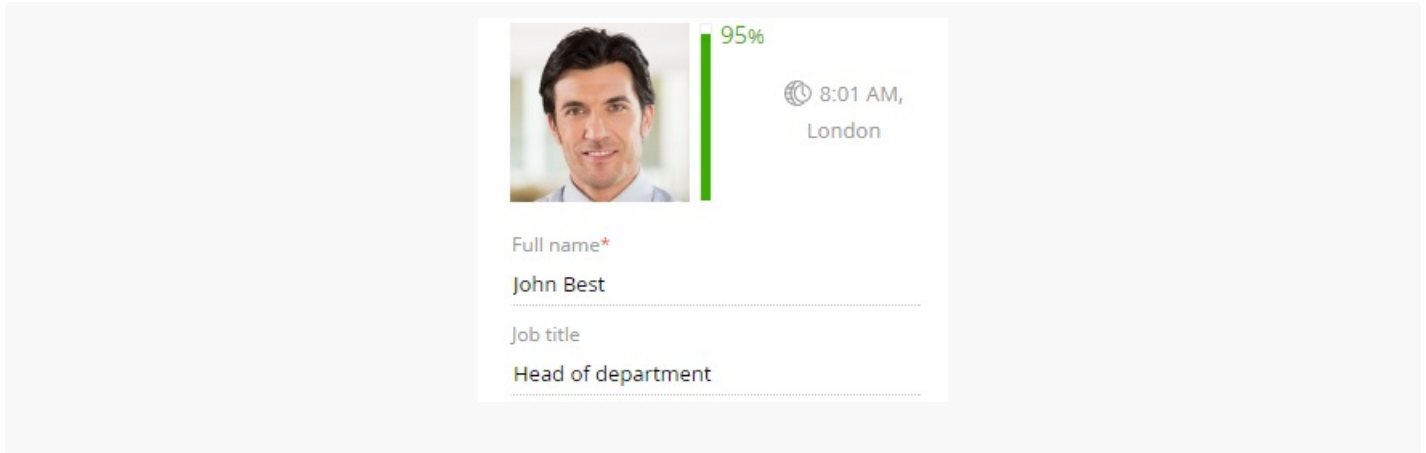 95%
8:01 AM,
London
Full name*
John Best
Job title
Head of department